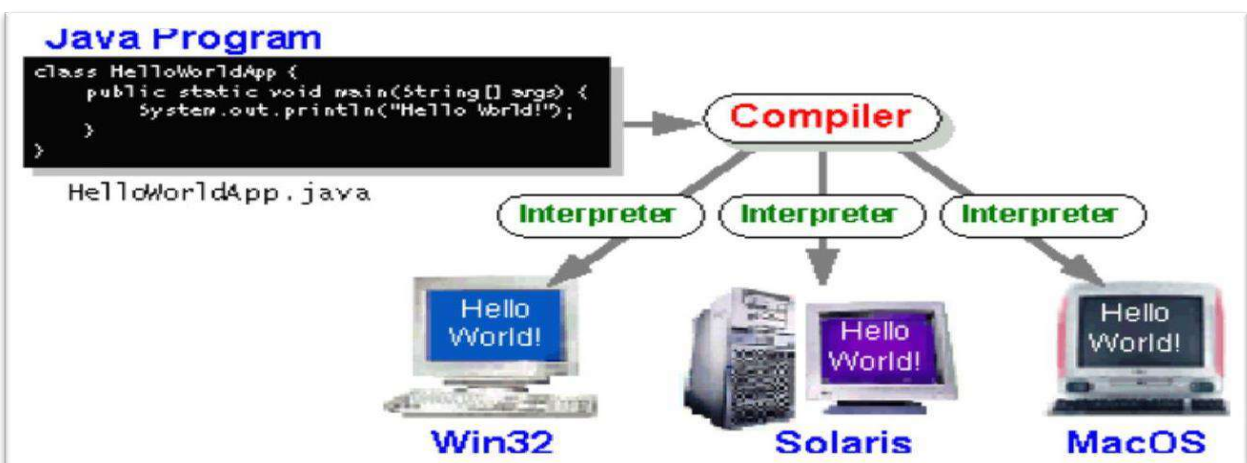 Java Program
class HelloWorldApp {
public static void main(String[] args) {
System.out.println("Hello World!");
}
}
HelloWorldApp.java
Compiler
Interpreter Interpreter Interpreter
Hello
World!
Hello
World!
Hello
World!
Win32 Solaris MacOS